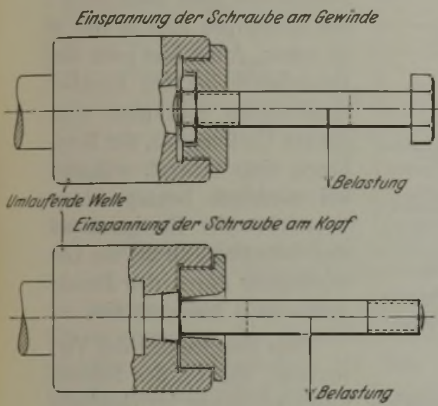 Einspannung der Schraube am Gewinde
Belastung
Umlaufende Welle
Einspannung der Schraube am Kopf
Belastung